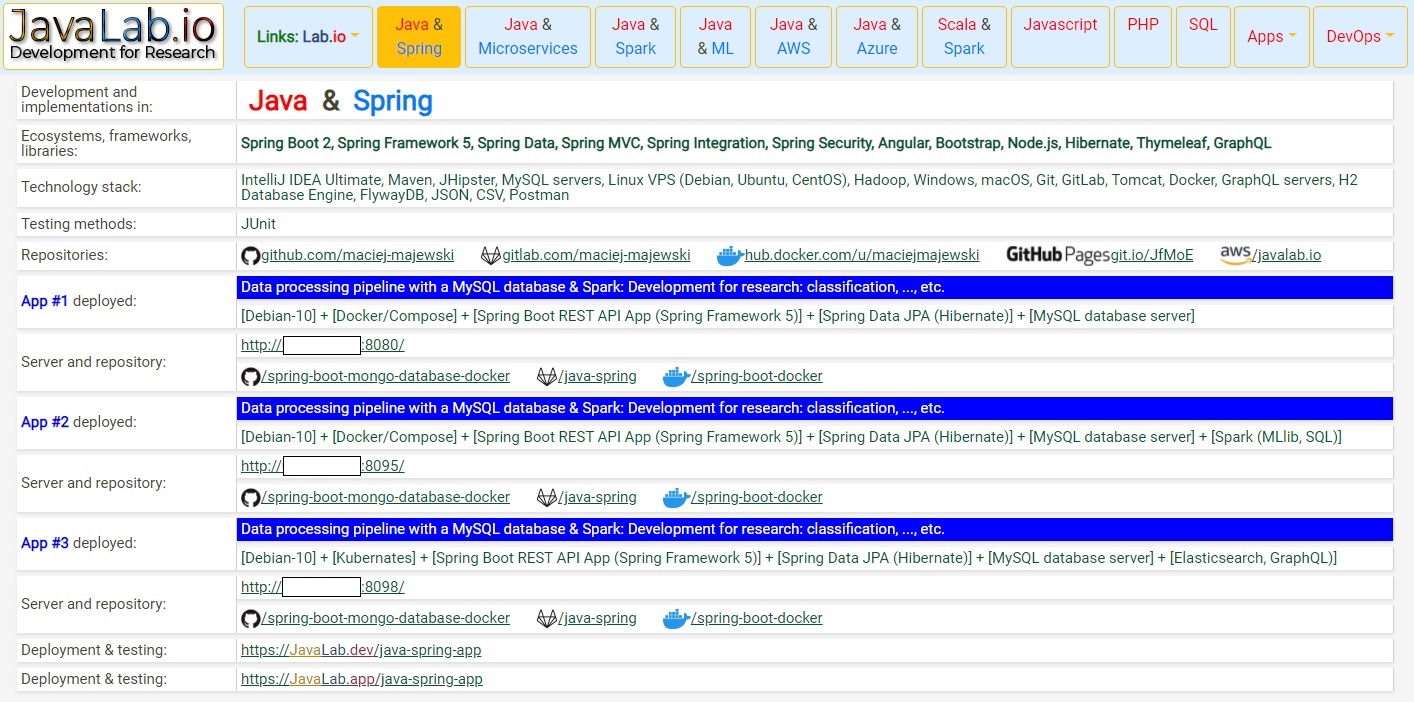 JavaLab.io
Development for Research
Links: Lab.io
Java &
Spring
Java &
Microservices
Java &
Spark
Java
& ML
Java &
AWS
Java &
Azure
Scala &
Spark
Javascript
PHP
SQL
Apps
DevOps
Development and
implementations in:
Java & Spring
Ecosystems, frameworks,
libraries:
Spring Boot 2, Spring Framework 5, Spring Data, Spring MVC, Spring Integration, Spring Security, Angular, Bootstrap, Node.js, Hibernate, Thymeleaf, GraphQL
Technology stack:
IntelliJ IDEA Ultimate, Maven, JHipster, MySQL servers, Linux VPS (Debian, Ubuntu, CentOS), Hadoop, Windows, macOS, Git, GitLab, Tomcat, Docker, GraphQL servers, H2
Database Engine, FlywayDB, JSON, CSV, Postman
Testing methods:
JUnit
Repositories:
github.com/maciej-majewski gitlab.com/maciej-majewski hub.docker.com/u/maciejmajewski GitHub Pagesgit.io/JfMoE aws/javalab.io
App #1 deployed:
Data processing pipeline with a MySQL database & Spark: Development for research: classification, ..., etc.
[Debian-10] + [Docker/Compose] + [Spring Boot REST API App (Spring Framework 5)] + [Spring Data JPA (Hibernate)] + [MySQL database server]
Server and repository:
http:// :8080/
/spring-boot-mongo-database-docker /java-spring /spring-boot-docker
App #2 deployed:
Data processing pipeline with a MySQL database & Spark: Development for research: classification, ..., etc.
[Debian-10] + [Docker/Compose] + [Spring Boot REST API App (Spring Framework 5)] + [Spring Data JPA (Hibernate)] + [MySQL database server] + [Spark (MLlib, SQL)]
Server and repository:
http:// :8095/
/spring-boot-mongo-database-docker /java-spring /spring-boot-docker
App #3 deployed:
Data processing pipeline with a MySQL database & Spark: Development for research: classification, ..., etc.
[Debian-10] + [Kubernates] + [Spring Boot REST API App (Spring Framework 5)] + [Spring Data JPA (Hibernate)] + [MySQL database server] + [Elasticsearch, GraphQL)]
Server and repository:
http:// :8098/
/spring-boot-mongo-database-docker /java-spring /spring-boot-docker
Deployment & testing:
https://JavaLab.dev/java-spring-app
Deployment & testing:
https://JavaLab.app/java-spring-app